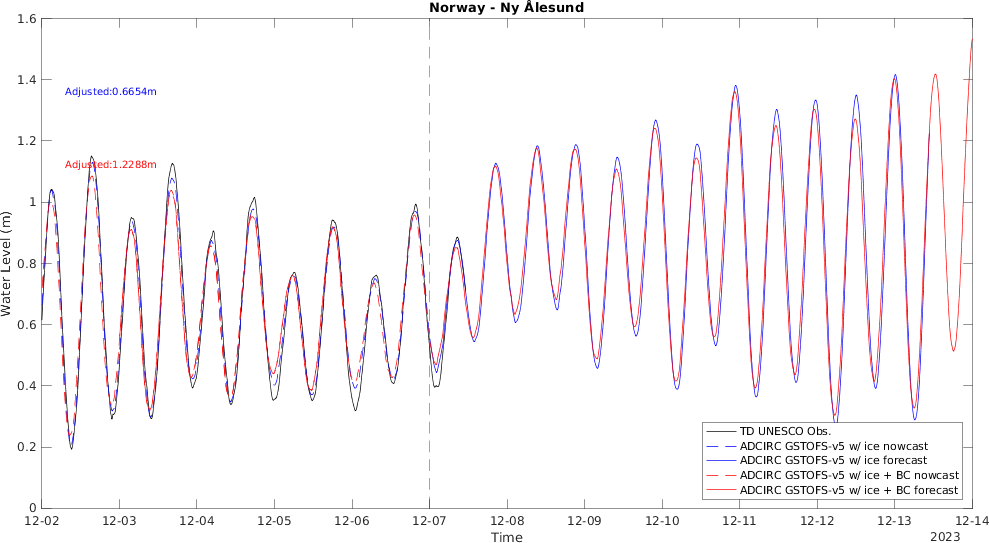 Norway - Ny Ålesund
1.6
1.4
1.2
1
0.8
0.6
0.4
0.2
0
Water Level (m)
Adjusted:0.6654m
Adjusted:1.2288m
TD UNESCO Obs.
ADCIRC GSTOFS-v5 w/ ice nowcast
ADCIRC GSTOFS-v5 w/ ice forecast
ADCIRC GSTOFS-v5 w/ ice + BC nowcast
ADCIRC GSTOFS-v5 w/ ice + BC forecast
12-02 12-03 12-04 12-05 12-06 12-07 12-08 12-09 12-10 12-11 12-12 12-13 12-14
Time
2023